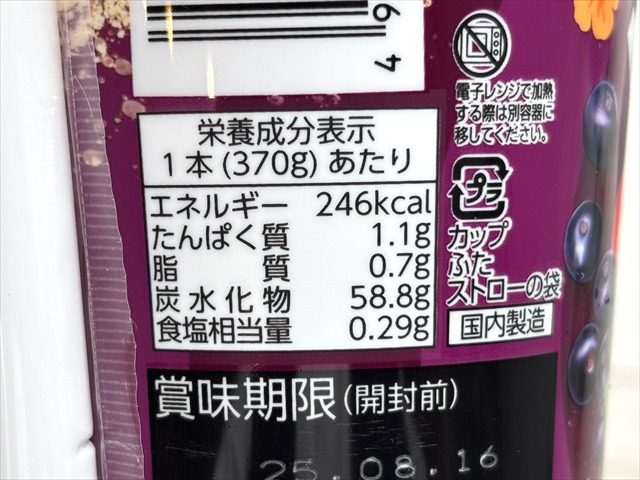 46
栄養成分表示
1本(370g)あたり
エネルギー 246kcal
たんぱく質 1.1g
脂質 0.7g
炭水化物 58.8g
食塩相当量 0.29g
電子レンジで加熱
する際は別容器に
移してください。
プラ
カップ
ふた
ストローの袋
国内製造
賞味期限(開封前)
25.08.16